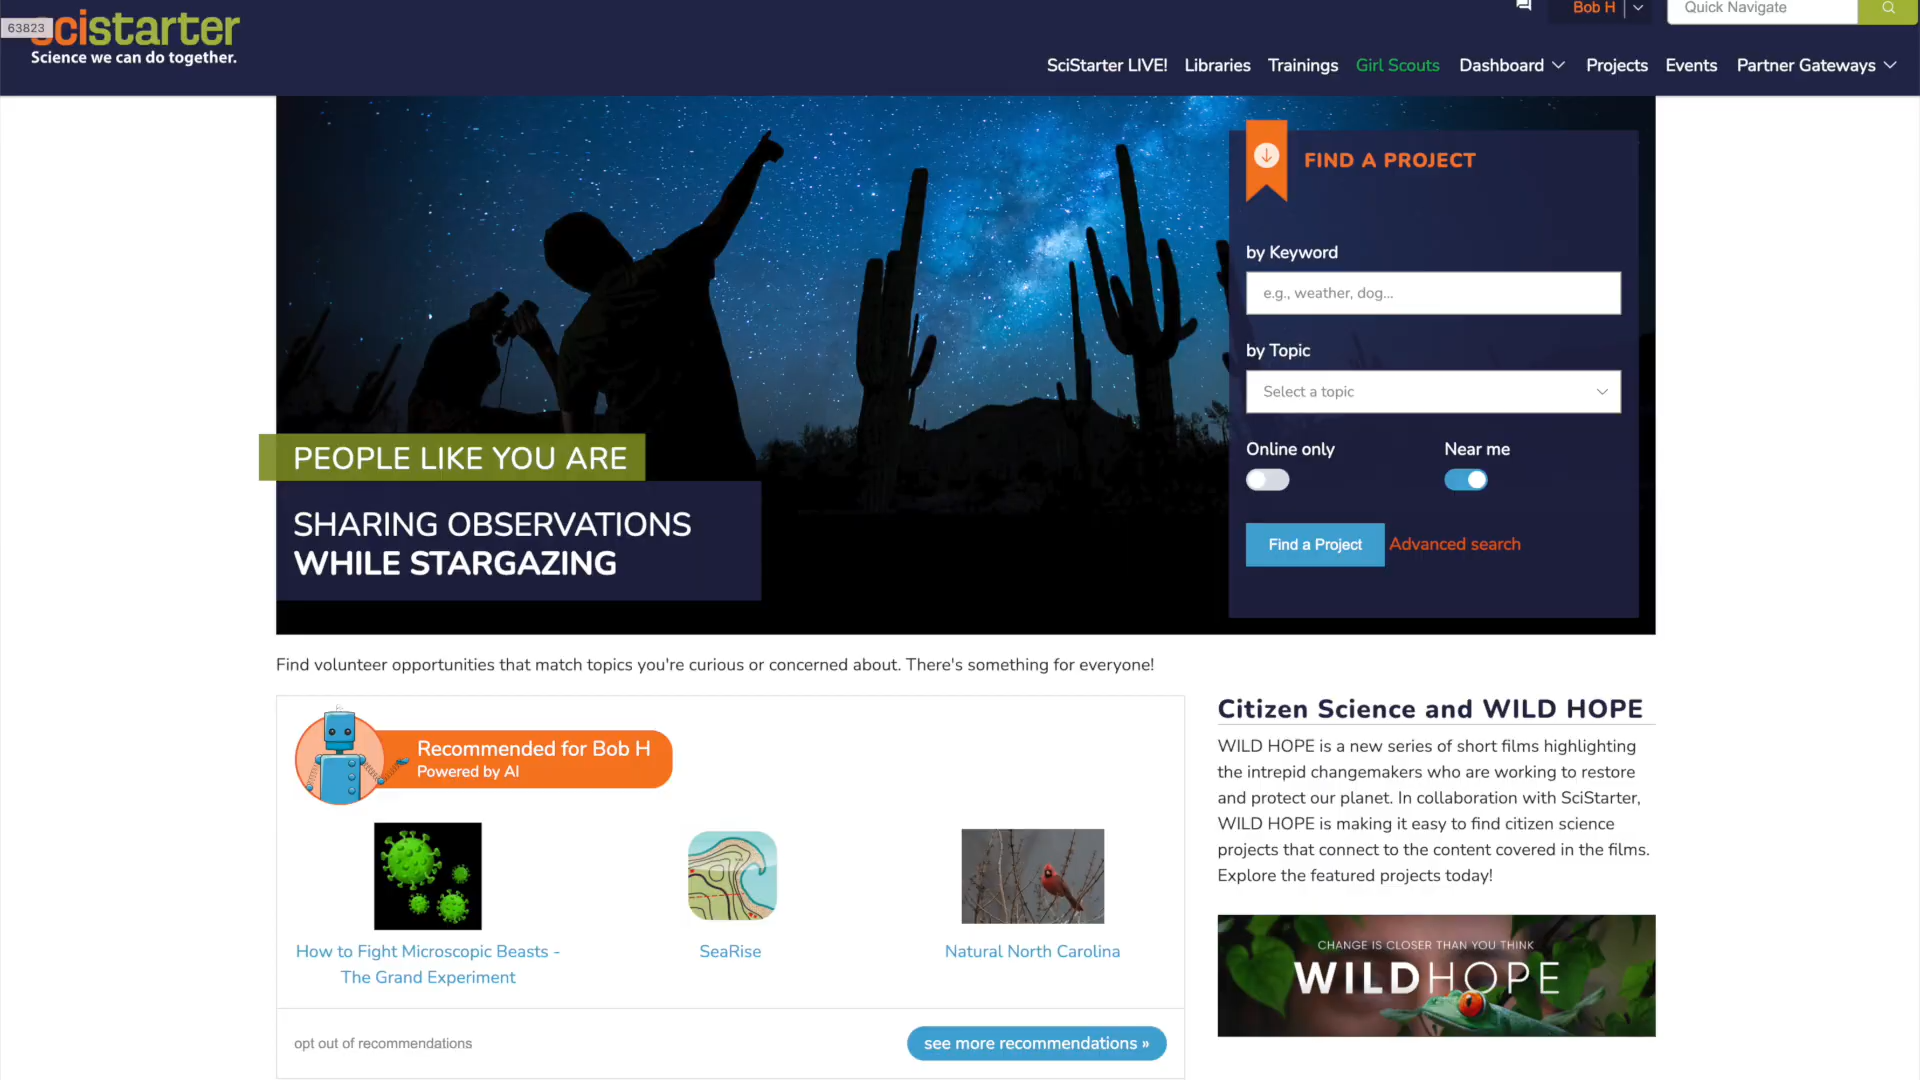 63823
scistarter
Science we can do together.
Bob H
Quick Navigate
SciStarter LIVE! Libraries Trainings Girl Scouts Dashboard Projects Events Partner Gateways
PEOPLE LIKE YOU ARE
SHARING OBSERVATIONS
WHILE STARGAZING
FIND A PROJECT
by Keyword
e.g., weather, dog...
by Topic
Select a topic
Online only Near me
Find a Project Advanced search
Find volunteer opportunities that match topics you're curious or concerned about. There's something for everyone!
Recommended for Bob H
Powered by AI
How to Fight Microscopic Beasts -
The Grand Experiment
SeaRise
Natural North Carolina
opt out of recommendations
see more recommendations »
Citizen Science and WILD HOPE
WILD HOPE is a new series of short films highlighting
the intrepid changemakers who are working to restore
and protect our planet. In collaboration with SciStarter,
WILD HOPE is making it easy to find citizen science
projects that connect to the content covered in the films.
Explore the featured projects today!
CHANGE IS CLOSER THAN YOU THINK
WILDHOPE